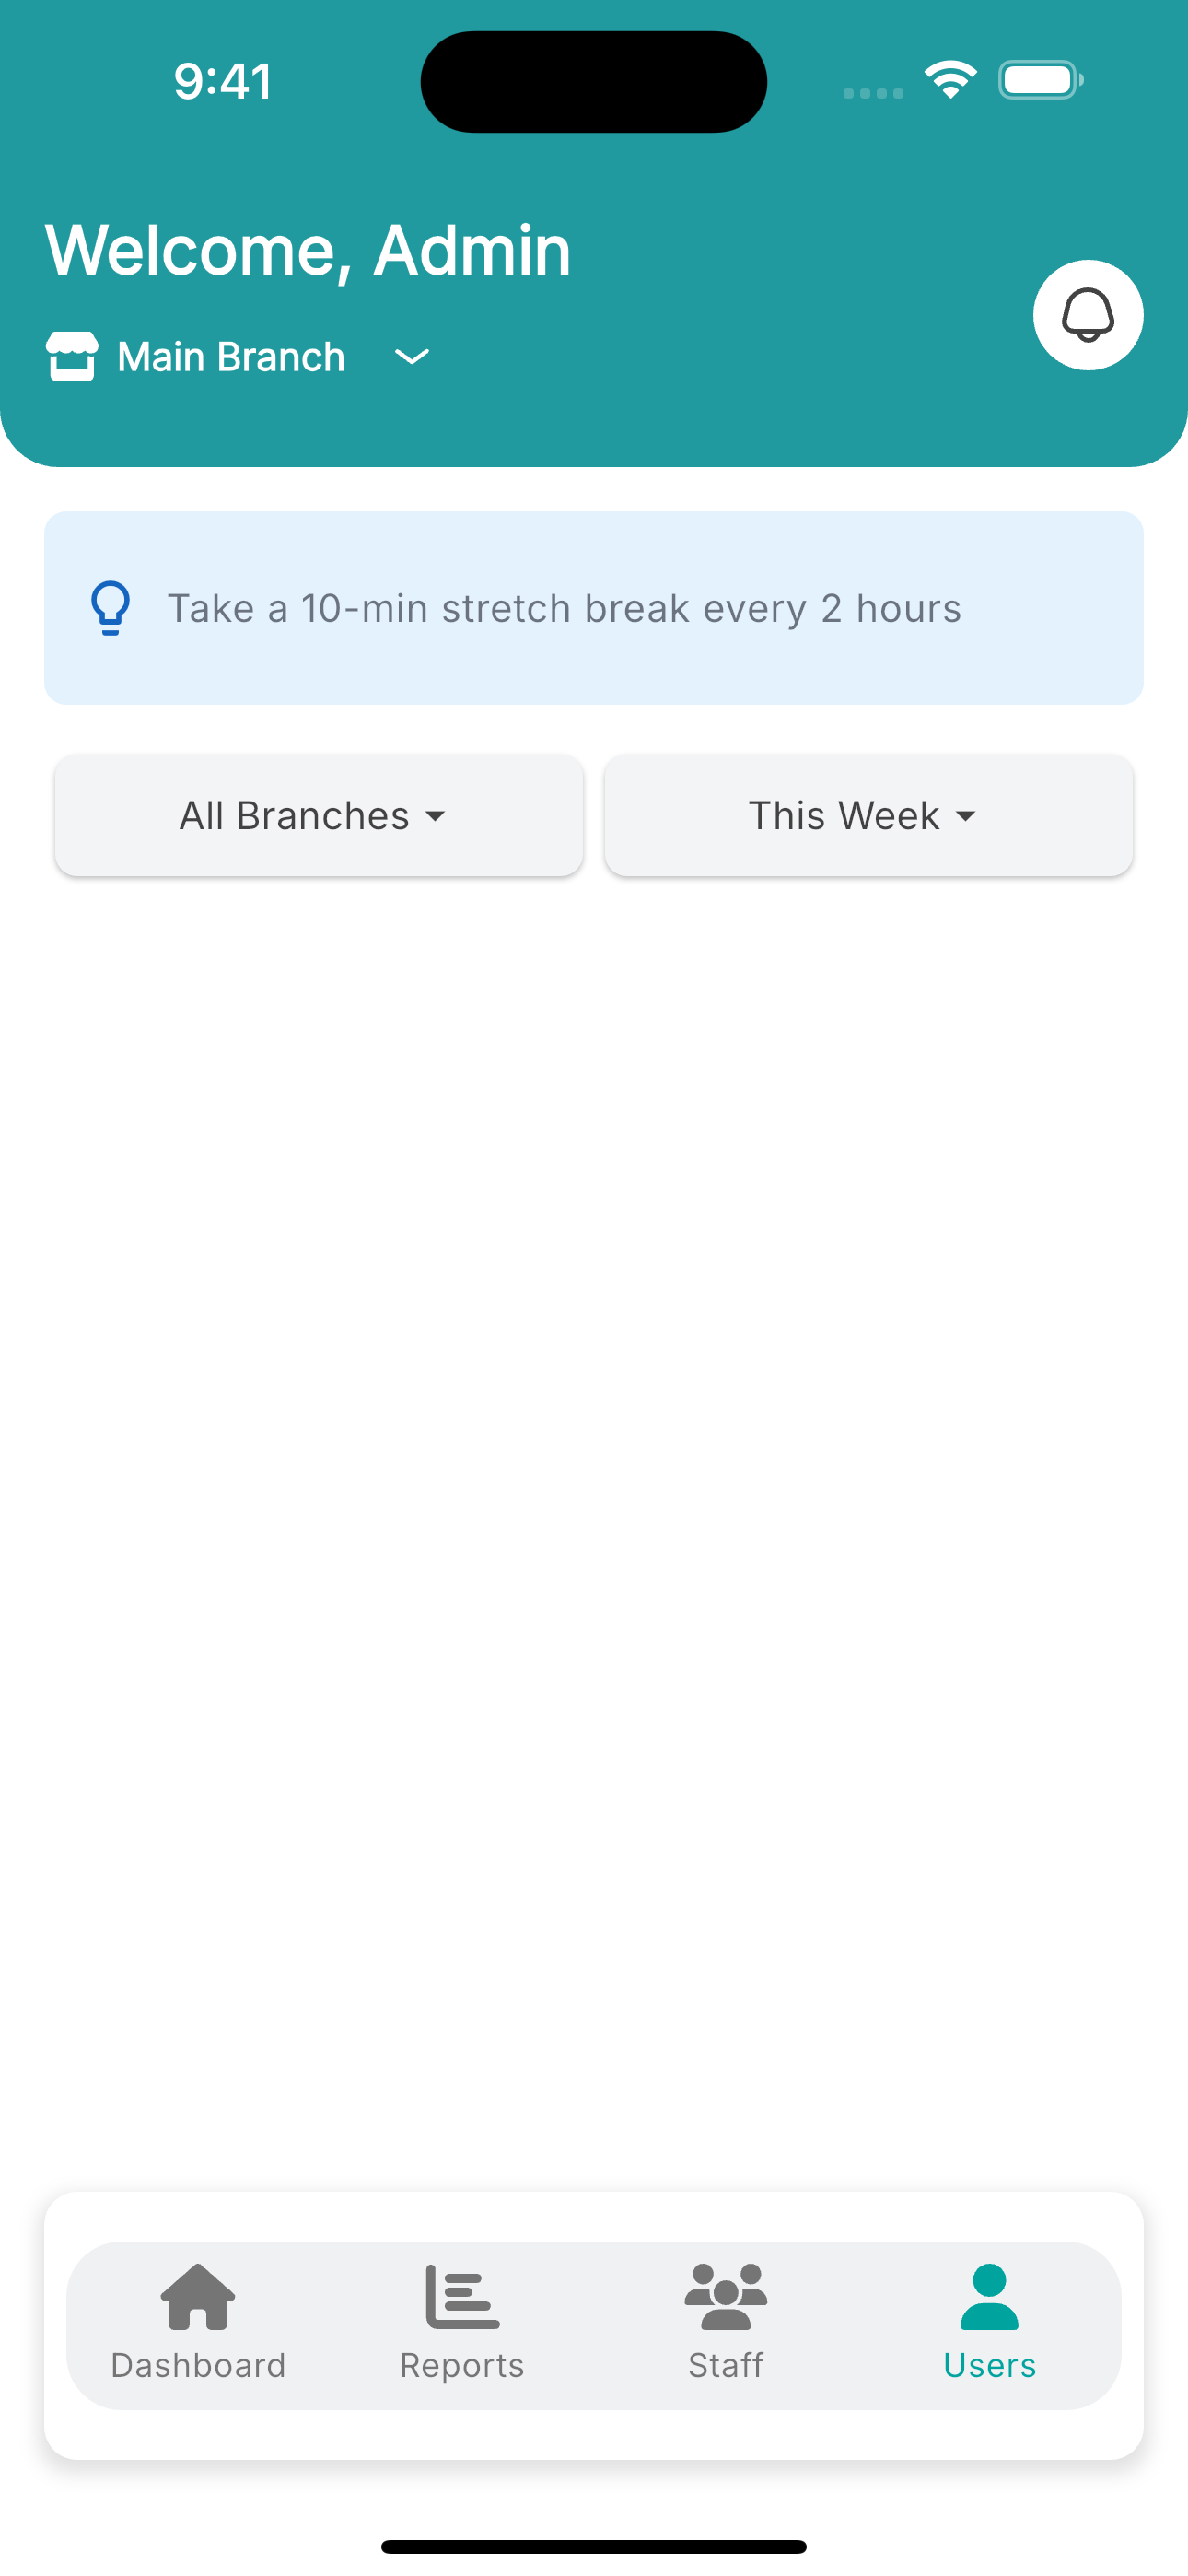 9:41
Welcome, Admin
Main Branch
Take a 10-min stretch break every 2 hours
All Branches
This Week
Dashboard
Reports
Staff
Users